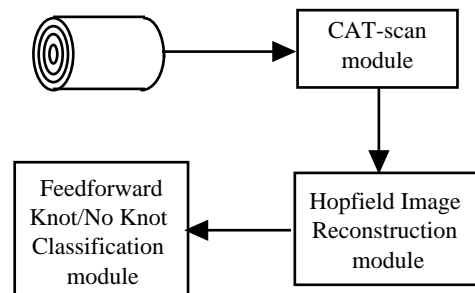 CAT-scan
module
Hopfield Image
Reconstruction
module
Feedforward
Knot/No Knot
Classification
module